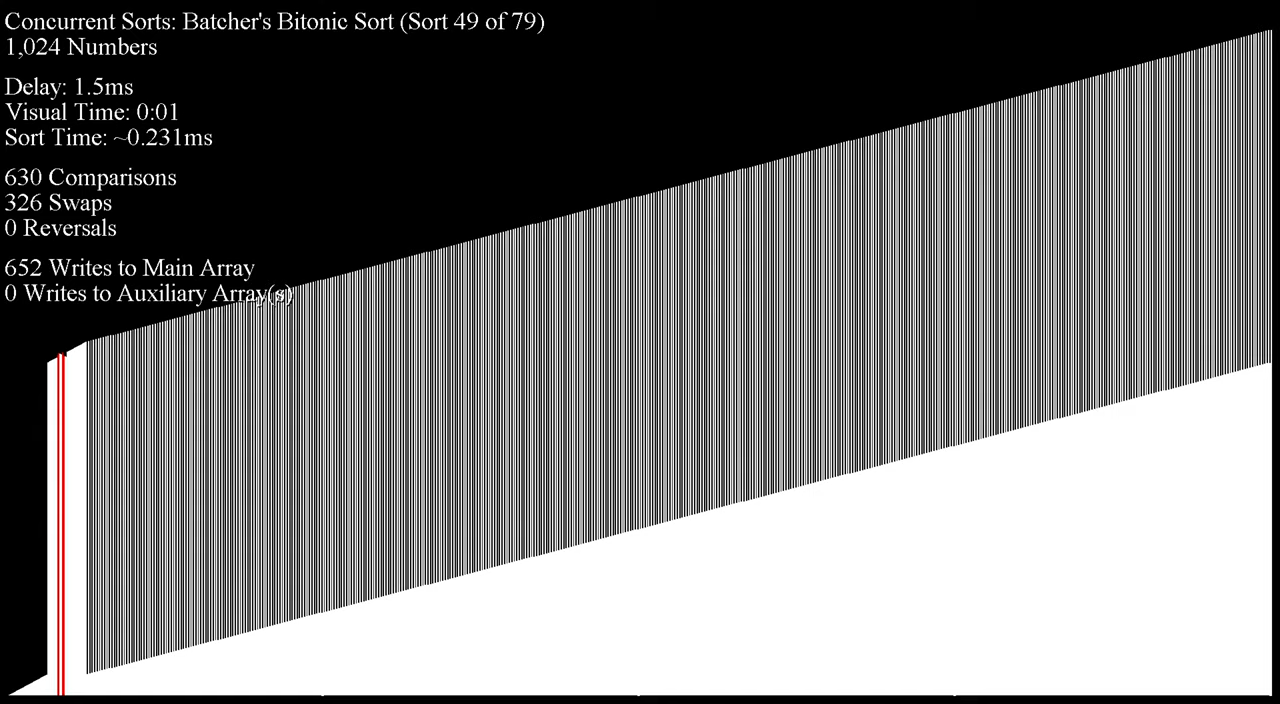 Concurrent Sorts: Batcher's Bitonic Sort (Sort 49 of 79)
1,024 Numbers
Delay: 1.5ms
Visual Time: 0:01
Sort Time: ~0.231ms
630 Comparisons
326 Swaps
0 Reversals
652 Writes to Main Array
0 Writes to Auxiliary Array(s)